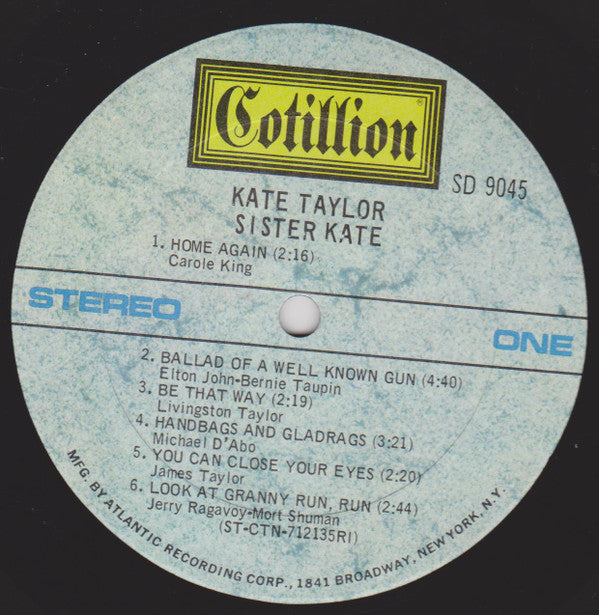 Cotillion®
SD 9045
KATE TAYLOR
SISTER KATE
1. HOME AGAIN (2:16)
Carole King
STEREO
ONE
2. BALLAD OF A WELL KNOWN GUN (4:40)
Elton John-Bernie Taupin
3. BE THAT WAY (2:19)
Livingston Taylor
4. HANDBAGS AND GLADRAGS (3:21)
Michael D'Abo
5. YOU CAN CLOSE YOUR EYES (2:20)
James Taylor
6. LOOK AT GRANNY RUN, RUN (2:44)
Jerry Ragavoy-Mort Shuman
(ST-CTN-712135RI)
MFG. BY ATLANTIC RECORDING CORP., 1841 BROADWAY, NEW YORK, N.Y.